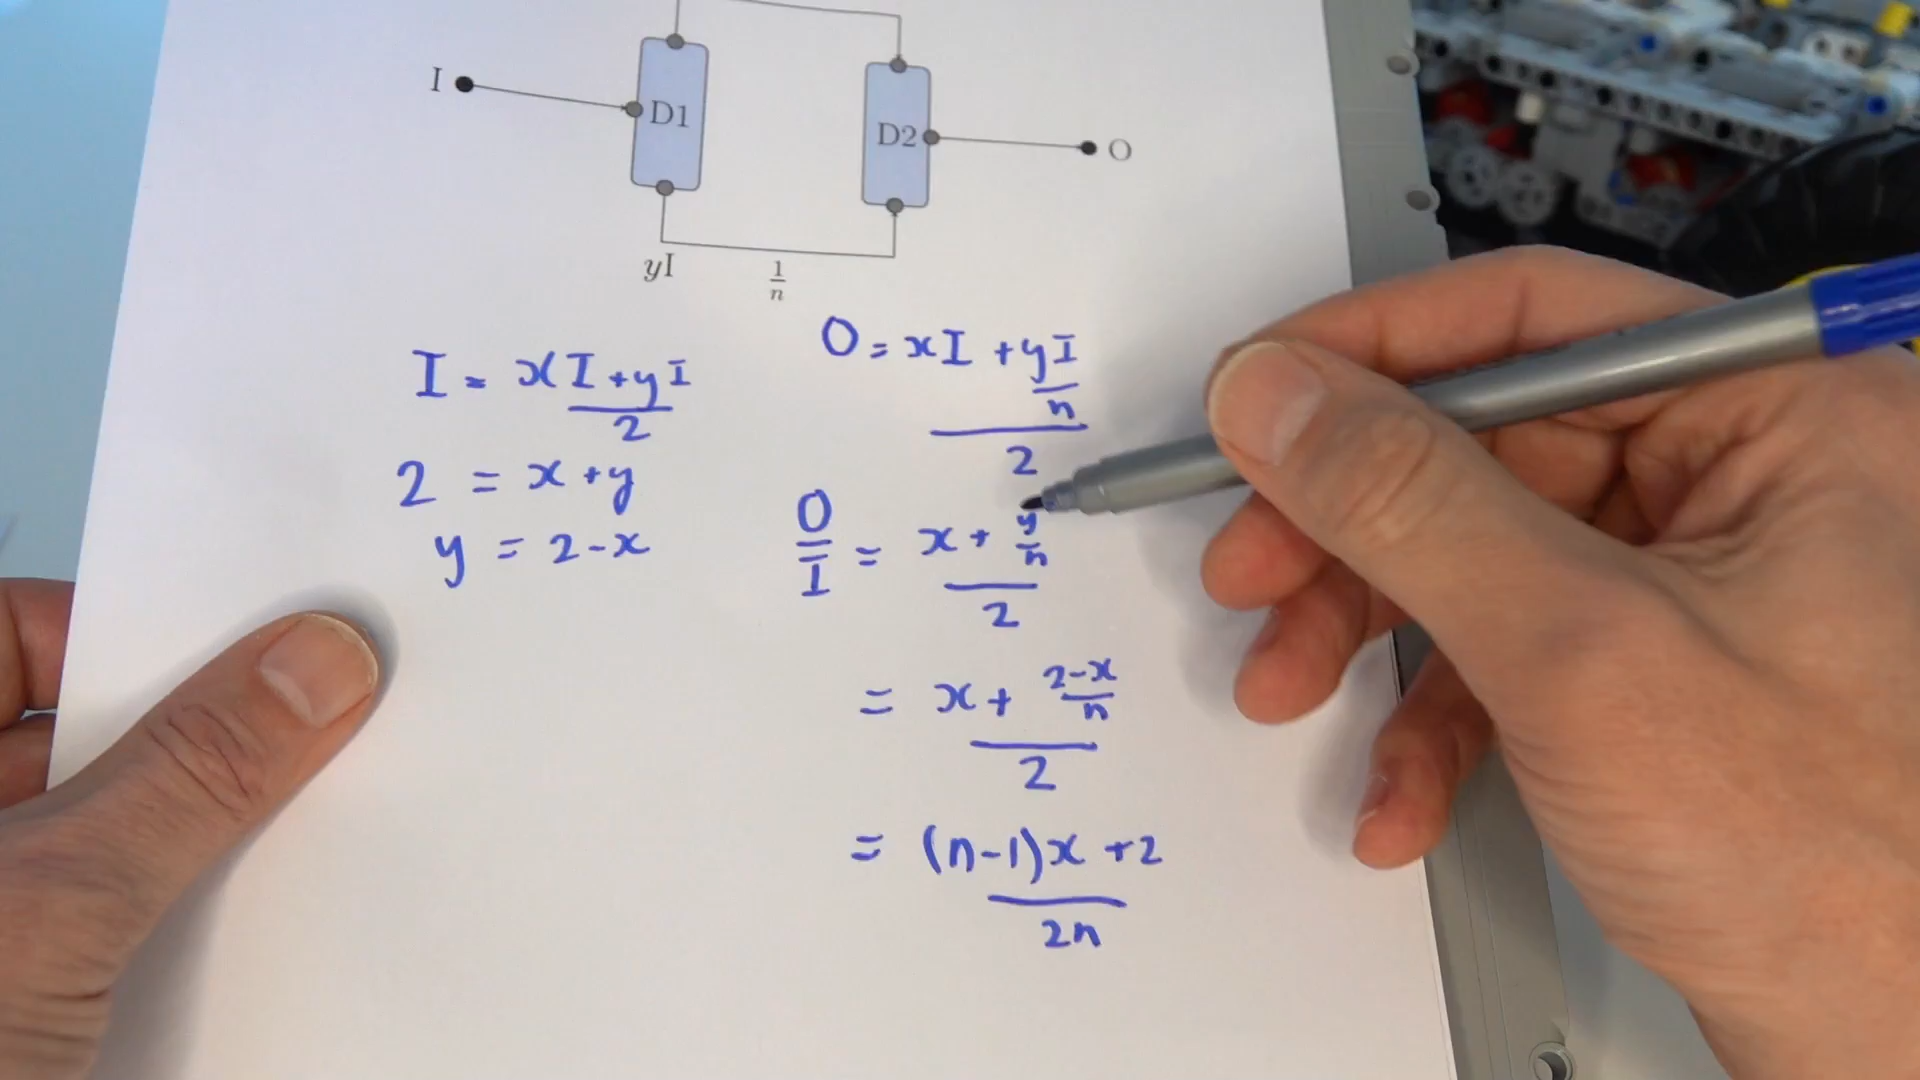 I
D1
D2
O
yI
1/n
I = xI + yI / 2
2 = x + y
y = 2 - x
O = xI + yI/n / 2
O/I = x + y/n / 2
= x + 2-x/n / 2
= (n-1)x + 2 / 2n